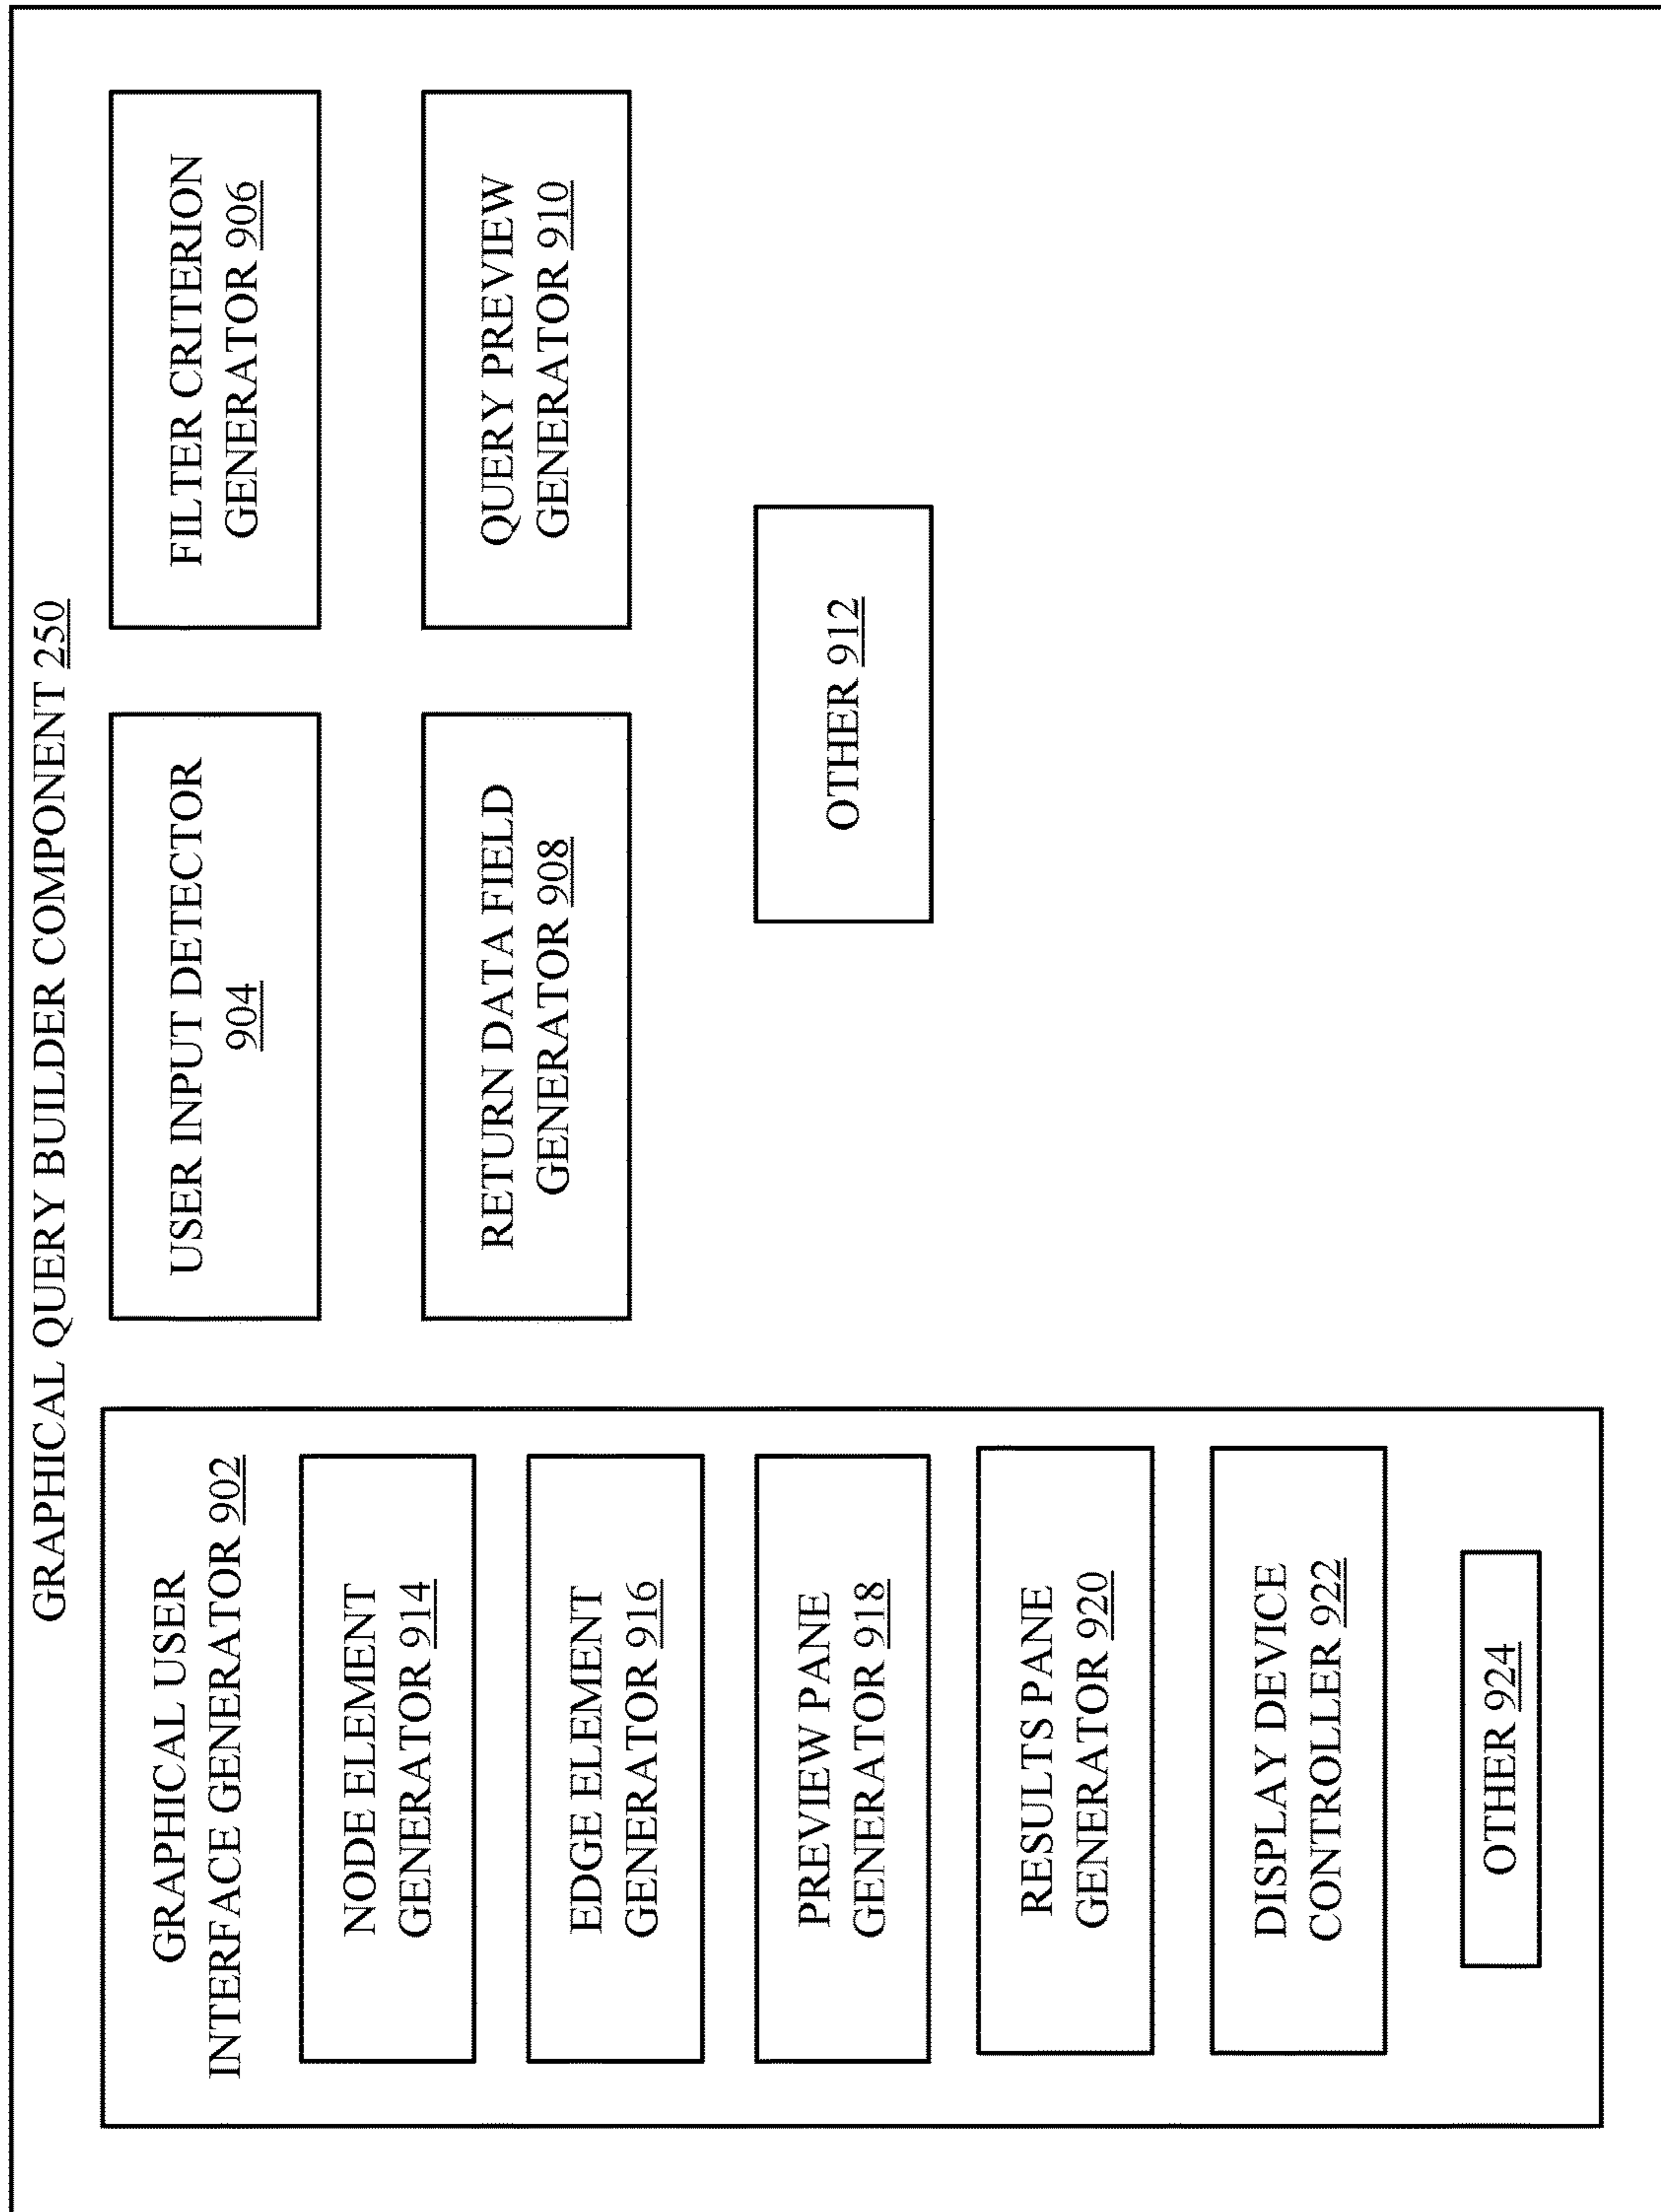 GRAPHICAL QUERY BUILDER COMPONENT 250
GRAPHICAL USER
INTERFACE GENERATOR 902
NODE ELEMENT
GENERATOR 914
EDGE ELEMENT
GENERATOR 916
PREVIEW PANE
GENERATOR 918
RESULTS PANE
GENERATOR 920
DISPLAY DEVICE
CONTROLLER 922
OTHER 924
USER INPUT DETECTOR
904
FILTER CRITERION
GENERATOR 906
RETURN DATA FIELD
GENERATOR 908
QUERY PREVIEW
GENERATOR 910
OTHER 912